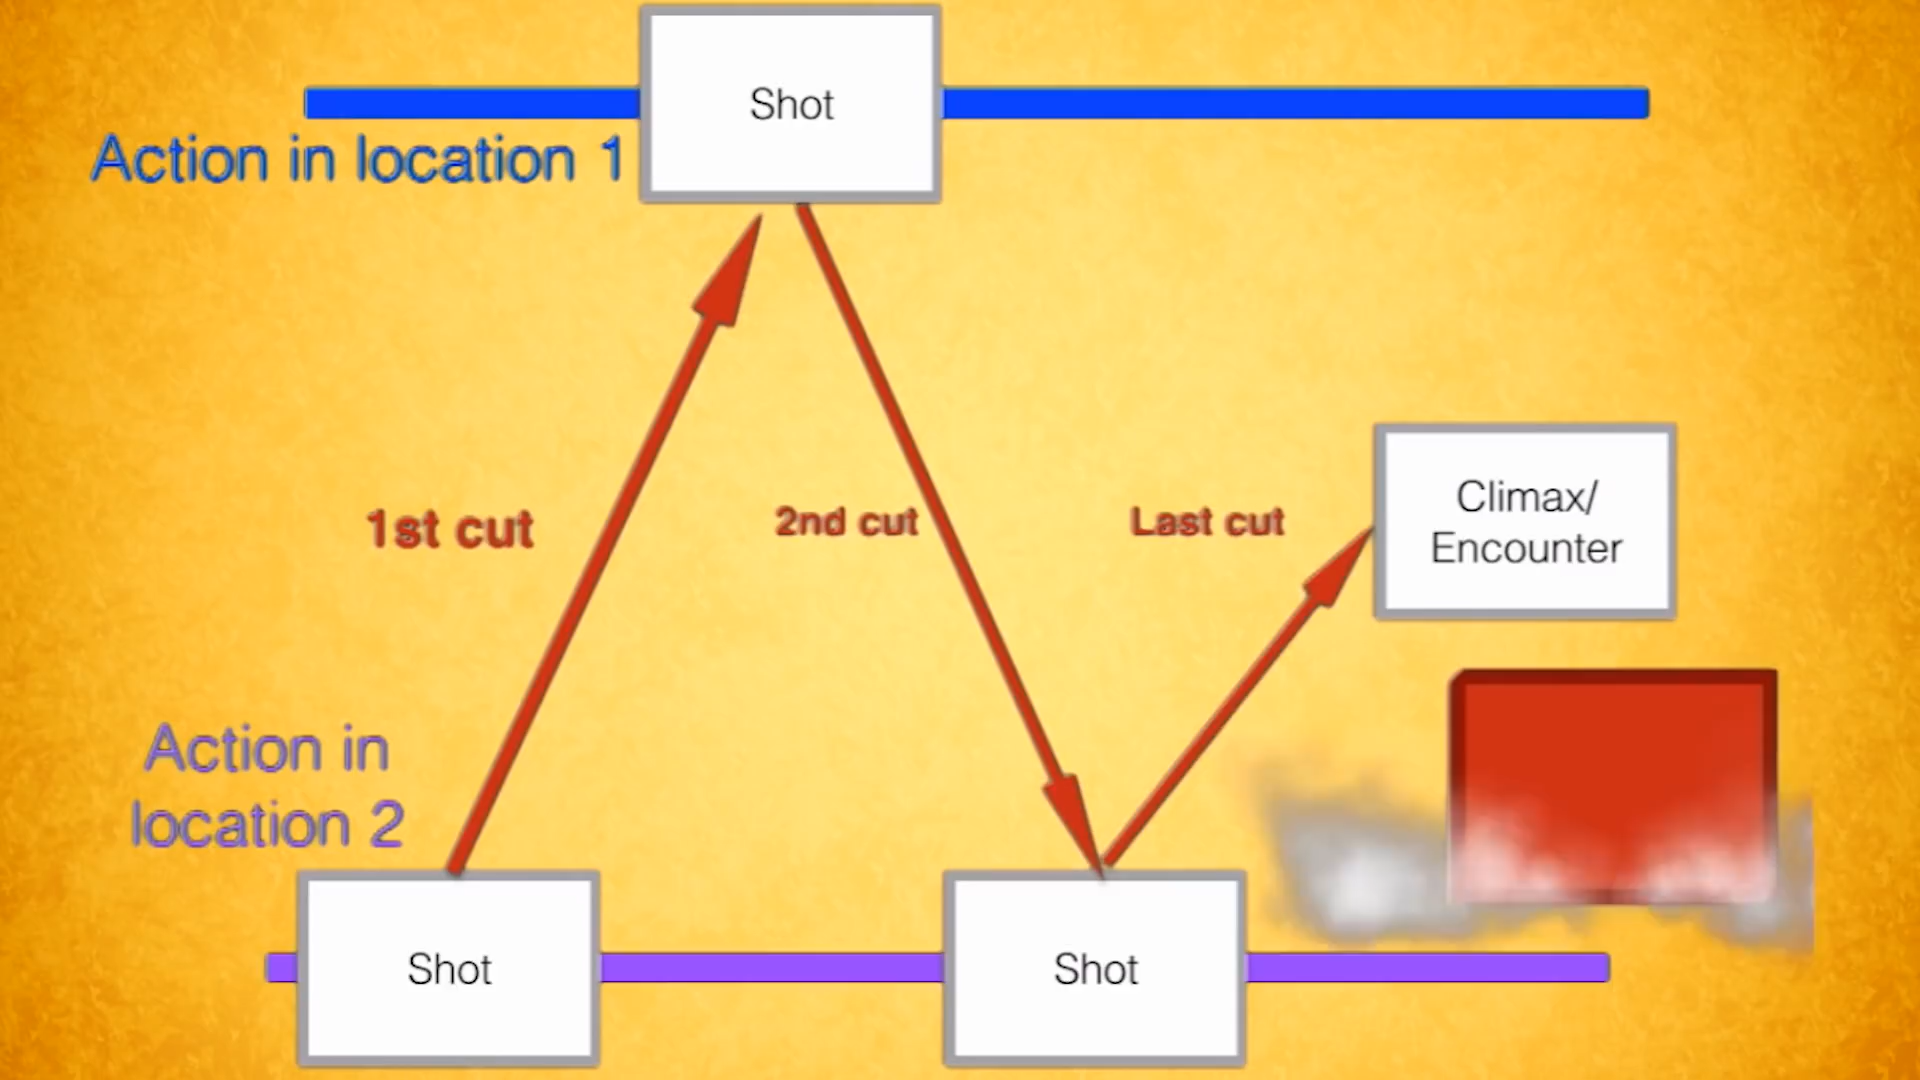 Shot
Action in location 1
1st cut
2nd cut
Last cut
Climax/
Encounter
Action in
location 2
Shot
Shot